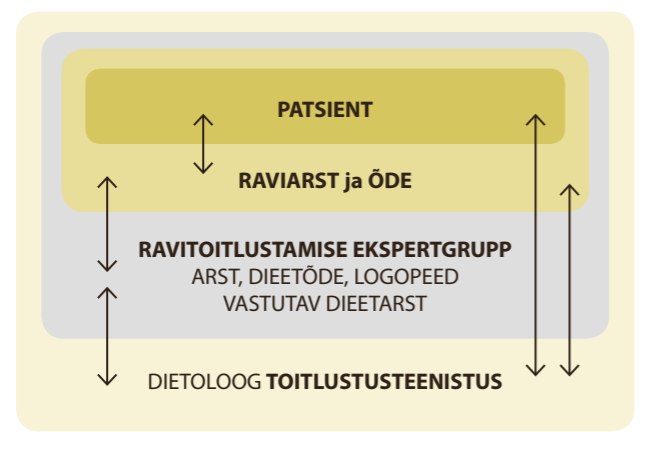 PATSIENT
RAVIARST ja ÕDE
RAVITOITLUSTAMISE EKSPERTGRUPP
ARST, DIEETÕDE, LOGOPEED
VASTUTAV DIEETARST
DIETOLOOG TOITLUSTUSTEENISTUS